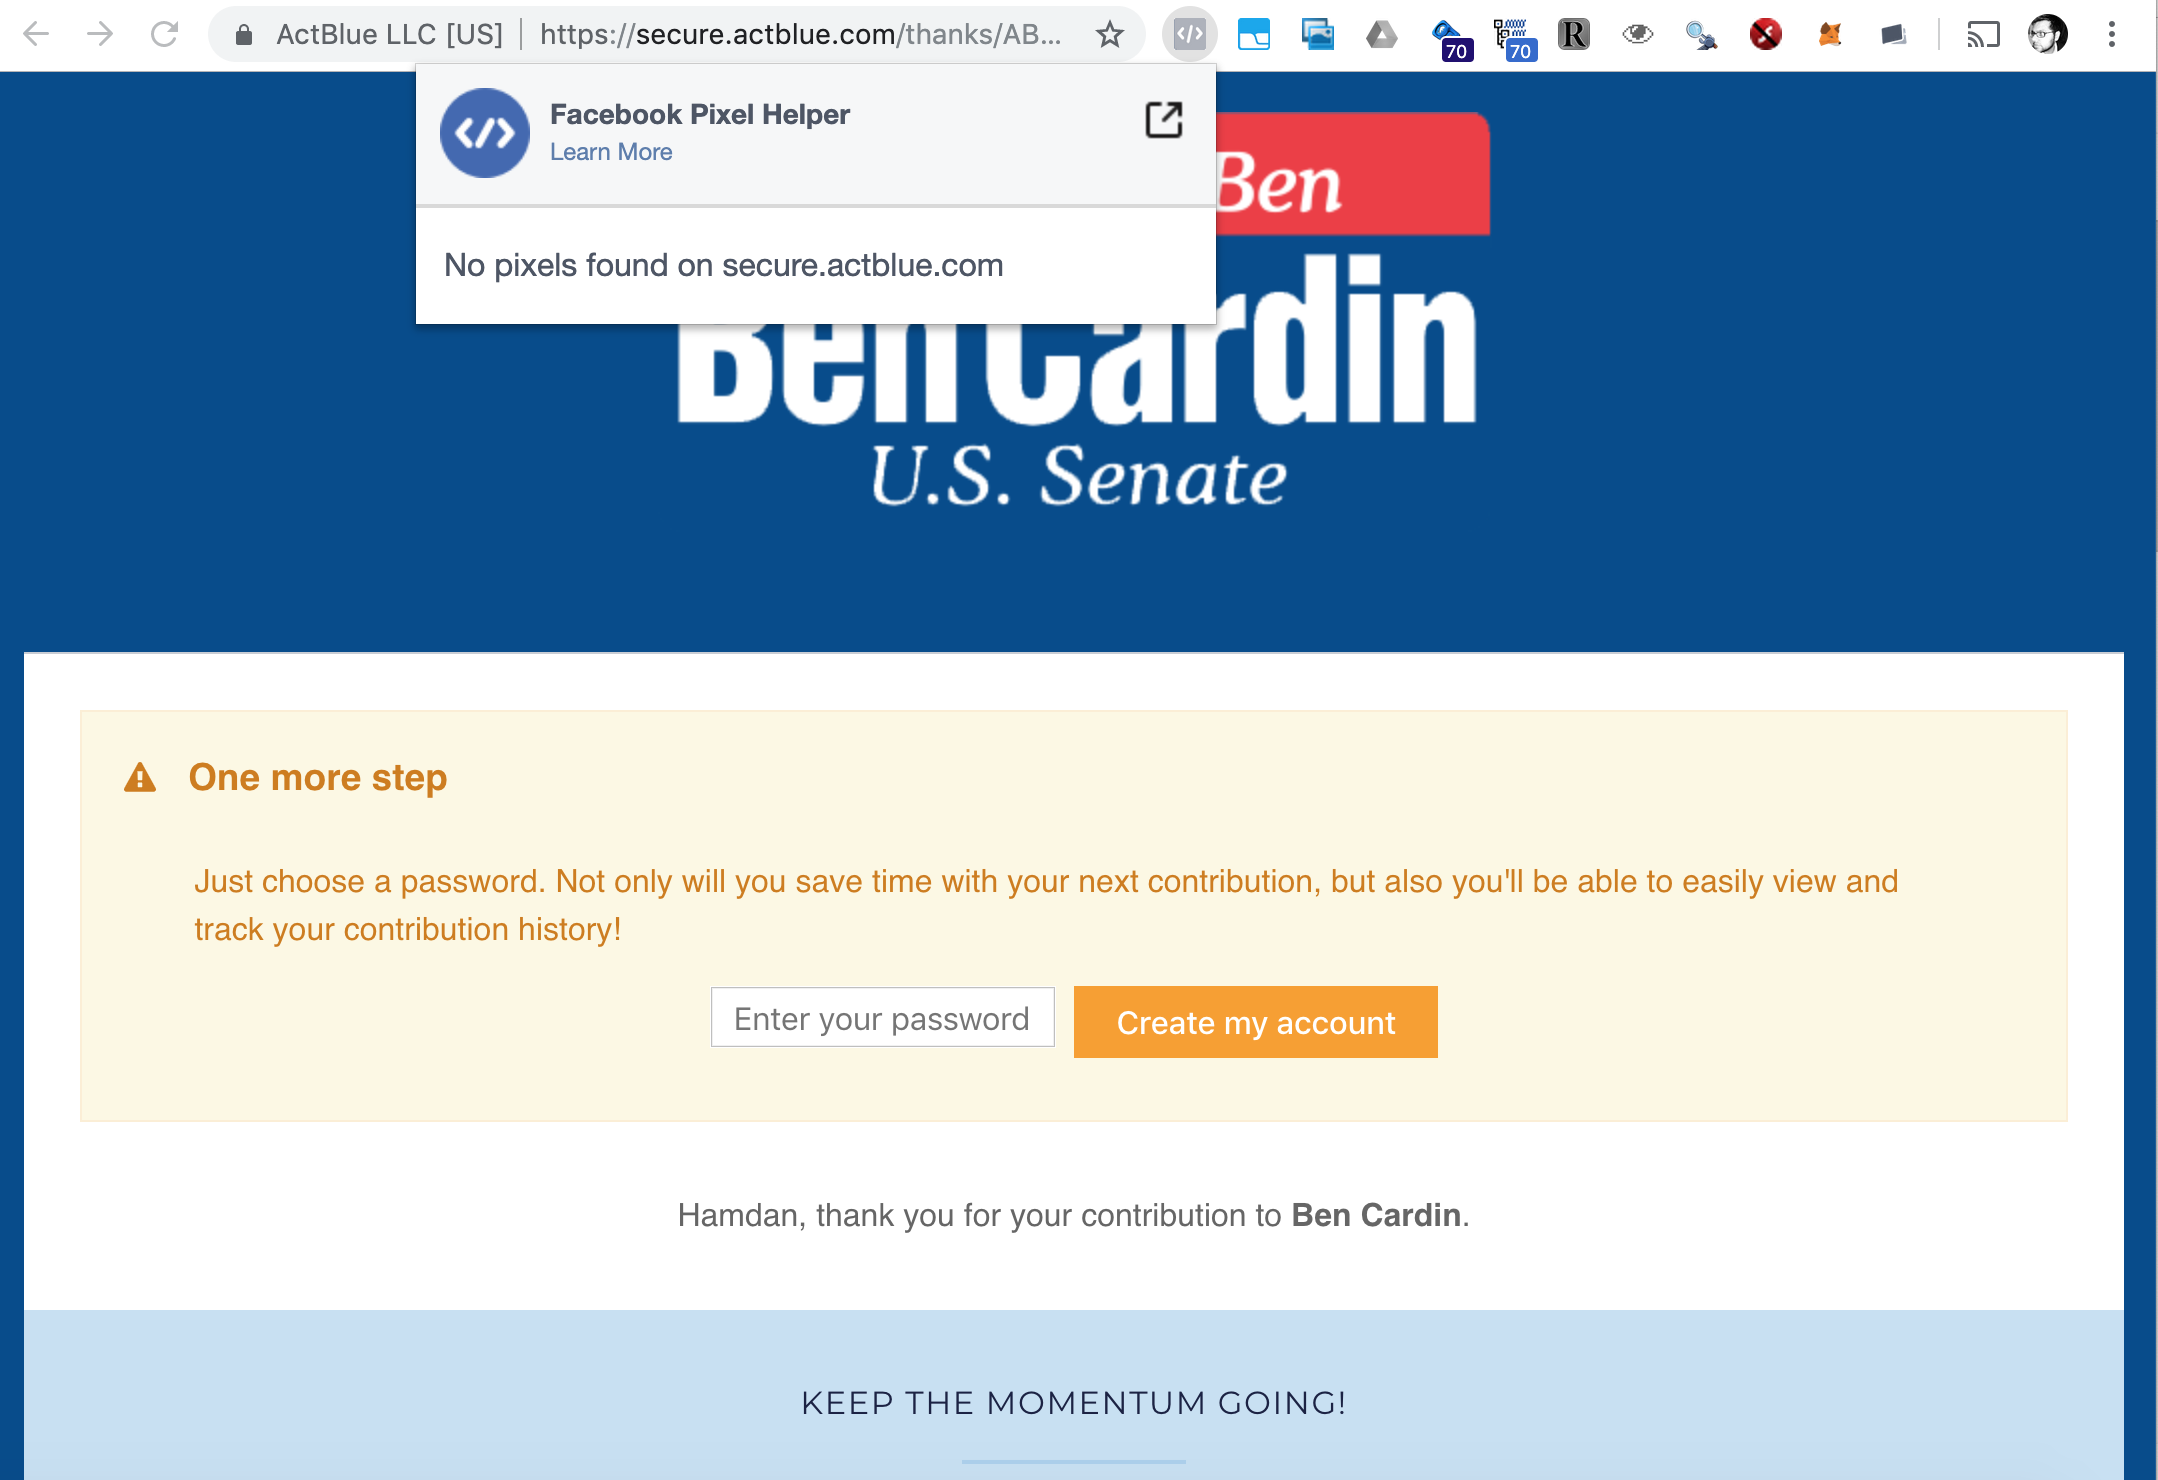 ActBlue LLC [US] | https://secure.actblue.com/thanks/AB...
70
70
R
Facebook Pixel Helper
Learn More
No pixels found on secure.actblue.com
Ben
Ben Cardin
U.S. Senate
One more step
Just choose a password. Not only will you save time with your next contribution, but also you'll be able to easily view and
track your contribution history!
Enter your password
Create my account
Hamdan, thank you for your contribution to Ben Cardin.
KEEP THE MOMENTUM GOING!